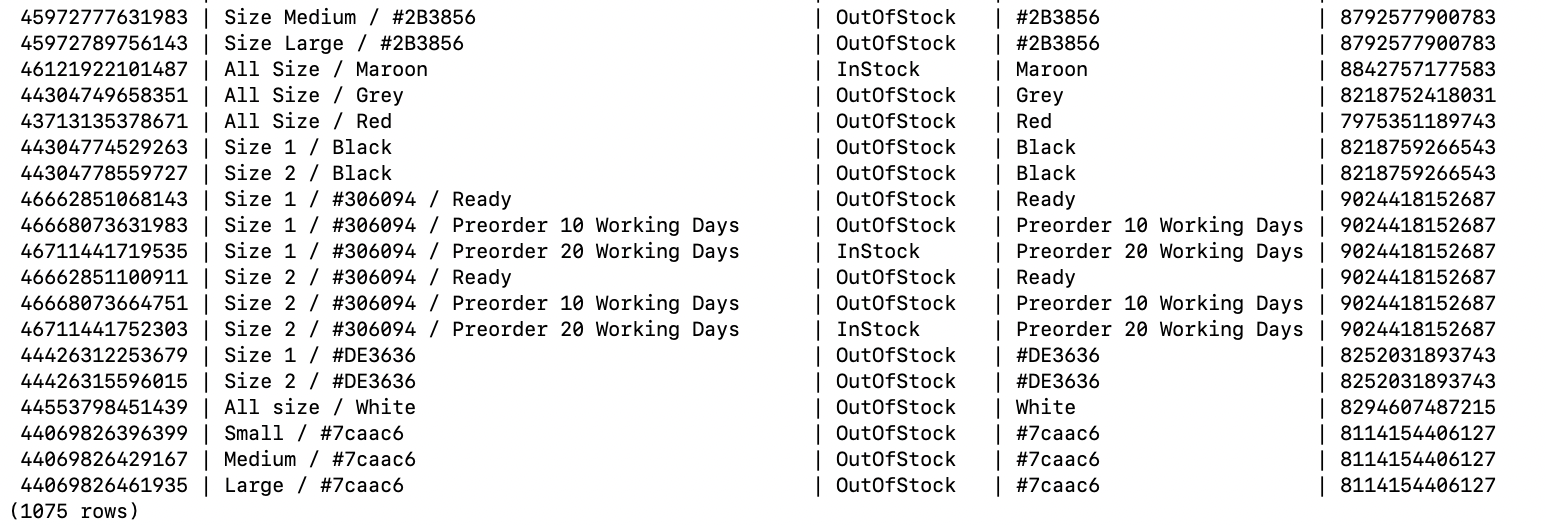 45972777631983 | Size Medium / #2B3856 | OutOfStock | #2B3856 | 8792577900783
45972789756143 | Size Large / #2B3856 | OutOfStock | #2B3856 | 8792577900783
46121922101487 | All Size / Maroon | InStock | Maroon | 8842757177583
44304749658351 | All Size / Grey | OutOfStock | Grey | 8218752418031
43713135378671 | All Size / Red | OutOfStock | Red | 7975351189743
44304774529263 | Size 1 / Black | OutOfStock | Black | 8218759266543
44304778559727 | Size 2 / Black | OutOfStock | Black | 8218759266543
46662851068143 | Size 1 / #306094 / Ready | OutOfStock | Ready | 9024418152687
46668073631983 | Size 1 / #306094 / Preorder 10 Working Days | OutOfStock | Preorder 10 Working Days | 9024418152687
46711441719535 | Size 1 / #306094 / Preorder 20 Working Days | InStock | Preorder 20 Working Days | 9024418152687
46662851100911 | Size 2 / #306094 / Ready | OutOfStock | Ready | 9024418152687
46668073664751 | Size 2 / #306094 / Preorder 10 Working Days | OutOfStock | Preorder 10 Working Days | 9024418152687
46711441752303 | Size 2 / #306094 / Preorder 20 Working Days | InStock | Preorder 20 Working Days | 9024418152687
44426312253679 | Size 1 / #DE3636 | OutOfStock | #DE3636 | 8252031893743
44426315596015 | Size 2 / #DE3636 | OutOfStock | #DE3636 | 8252031893743
44553798451439 | All size / White | OutOfStock | White | 8294607487215
44069826396399 | Small / #7caac6 | OutOfStock | #7caac6 | 8114154406127
44069826429167 | Medium / #7caac6 | OutOfStock | #7caac6 | 8114154406127
44069826461935 | Large / #7caac6 | OutOfStock | #7caac6 | 8114154406127
(1075 rows)